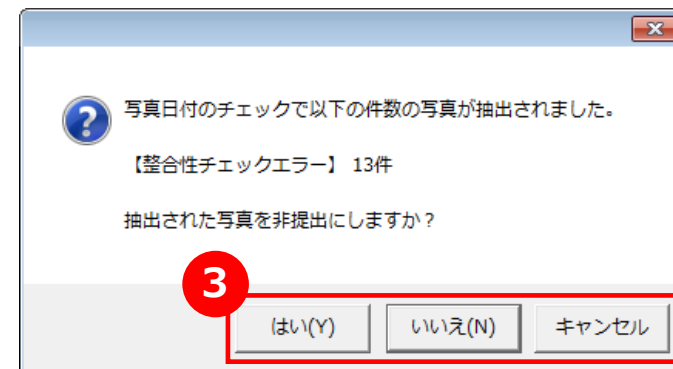 写真日付のチェックで以下の件数の写真が抽出されました。
【整合性チェックエラー】 13件
抽出された写真を非提出にしますか？
3
はい(Y) いいえ(N) キャンセル